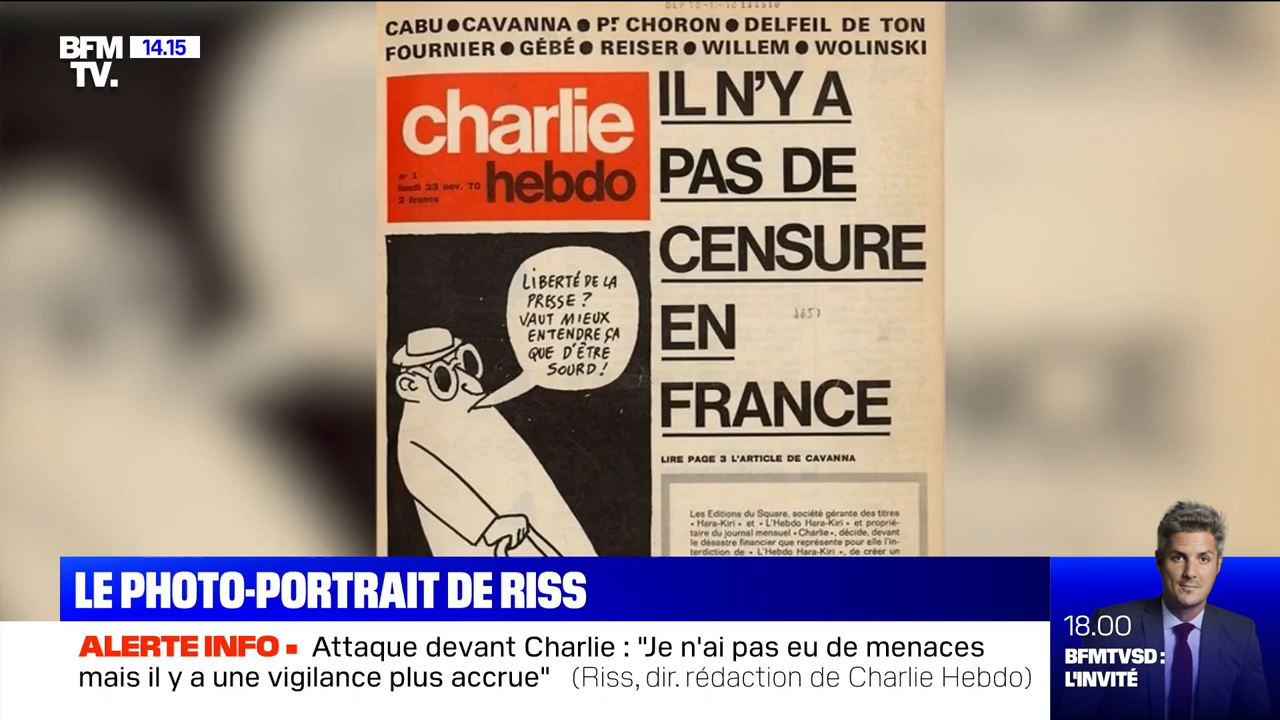 BFM
TV.
14.15
CABU • CAVANNA • Pr CHORON • DELFEIL DE TON
FOURNIER • GÉBÉ • REISER • WILLEM • WOLINSKI
charlie
hebdo
n° 1
lundi 23 nov. 70
2 francs
IL N'Y A
PAS DE
CENSURE
EN
FRANCE
LIRE PAGE 3 L'ARTICLE DE CAVANNA
LIBERTÉ DE LA
PRESSE ?
VAUT MIEUX
ENTENDRE ÇA
QUE D'ÊTRE
SOURD !
Les Editions du Square, société gérante des titres
« Hara-Kiri » et « L'Hebdo Hara-Kiri » et proprié-
taire du journal mensuel « Charlie », décide, devant
le désastre financier que représente pour elle l'in-
terdiction de « L'Hebdo Hara-Kiri », de créer un
LE PHOTO-PORTRAIT DE RISS
ALERTE INFO ▪ Attaque devant Charlie : "Je n'ai pas eu de menaces
mais il y a une vigilance plus accrue" (Riss, dir. rédaction de Charlie Hebdo)
18.00
BFMTVSD :
L'INVITÉ